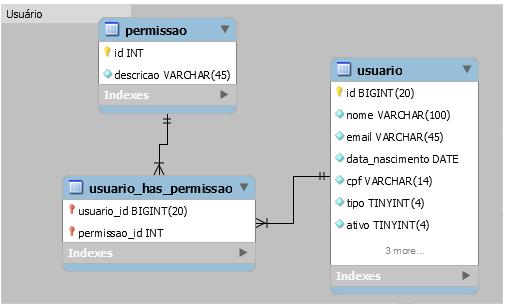 Usuário
permissao
id INT
descricao VARCHAR(45)
Indexes
usuario
id BIGINT(20)
nome VARCHAR(100)
email VARCHAR(45)
data_nascimento DATE
cpf VARCHAR(14)
tipo TINYINT(4)
ativo TINYINT(4)
3 more...
Indexes
usuario_has_permissao
usuario_id BIGINT(20)
permissao_id INT
Indexes